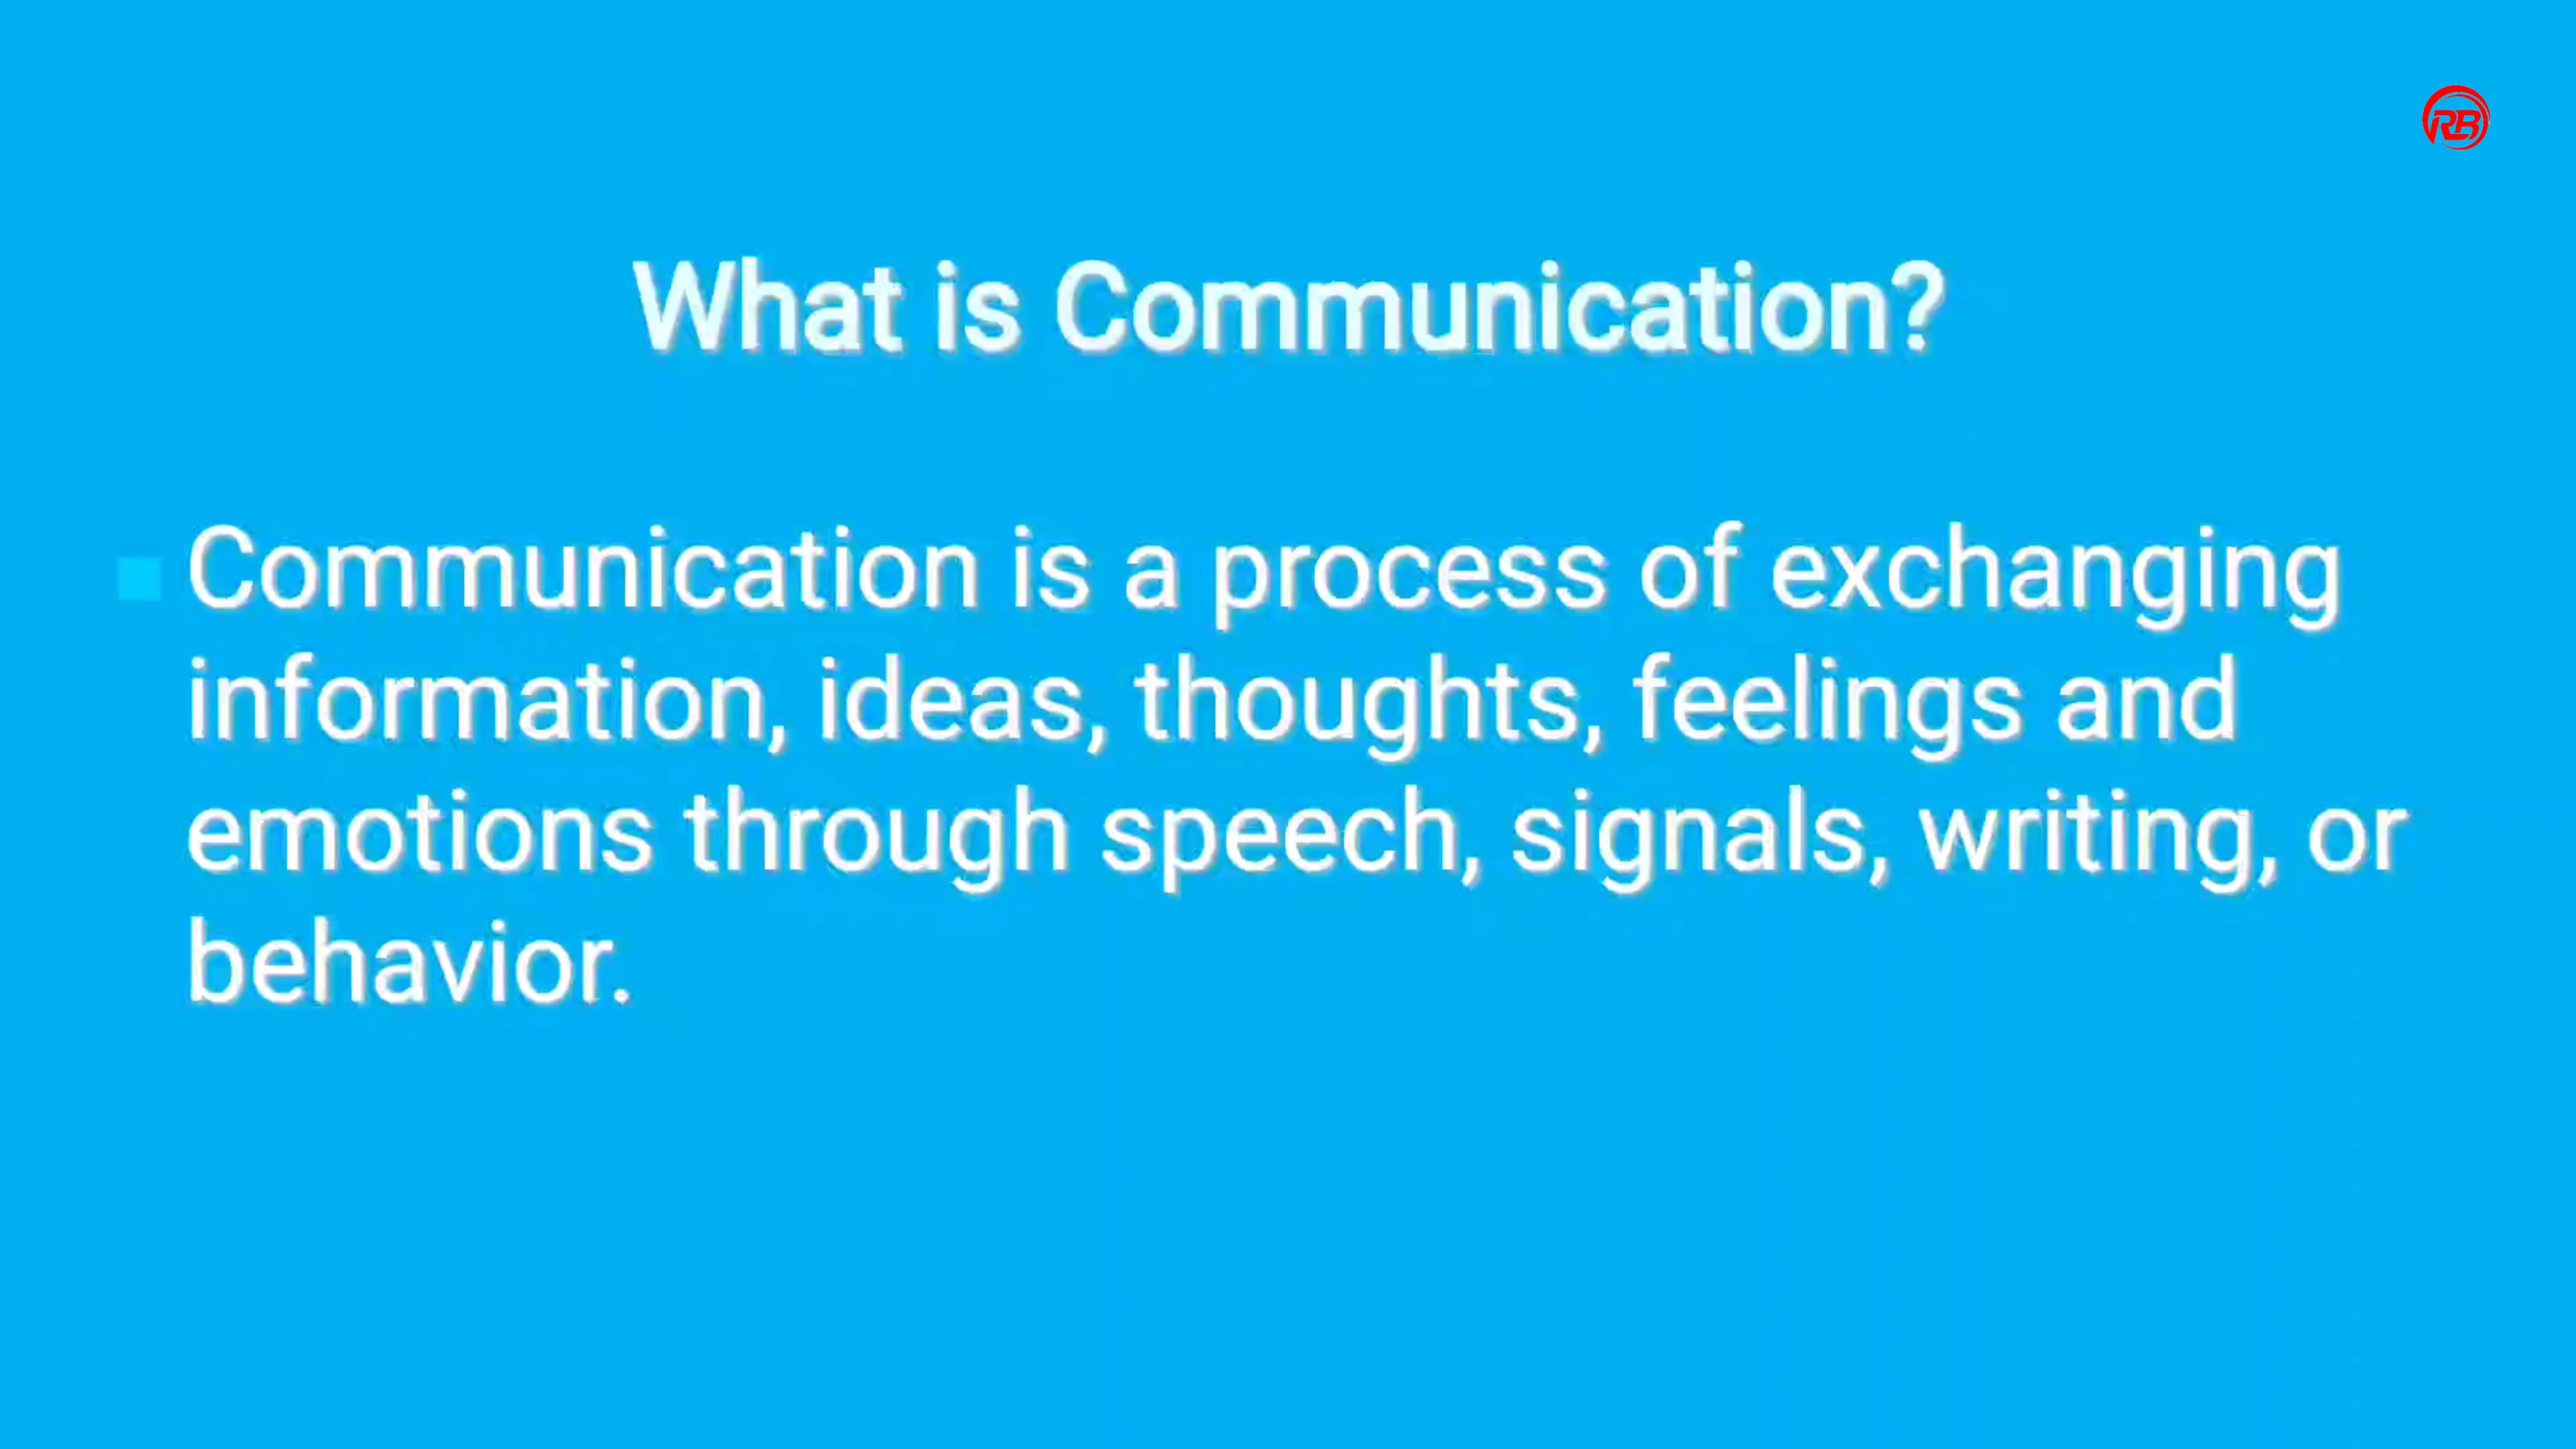 RB
What is Communication?
Communication is a process of exchanging
information, ideas, thoughts, feelings and
emotions through speech, signals, writing, or
behavior.